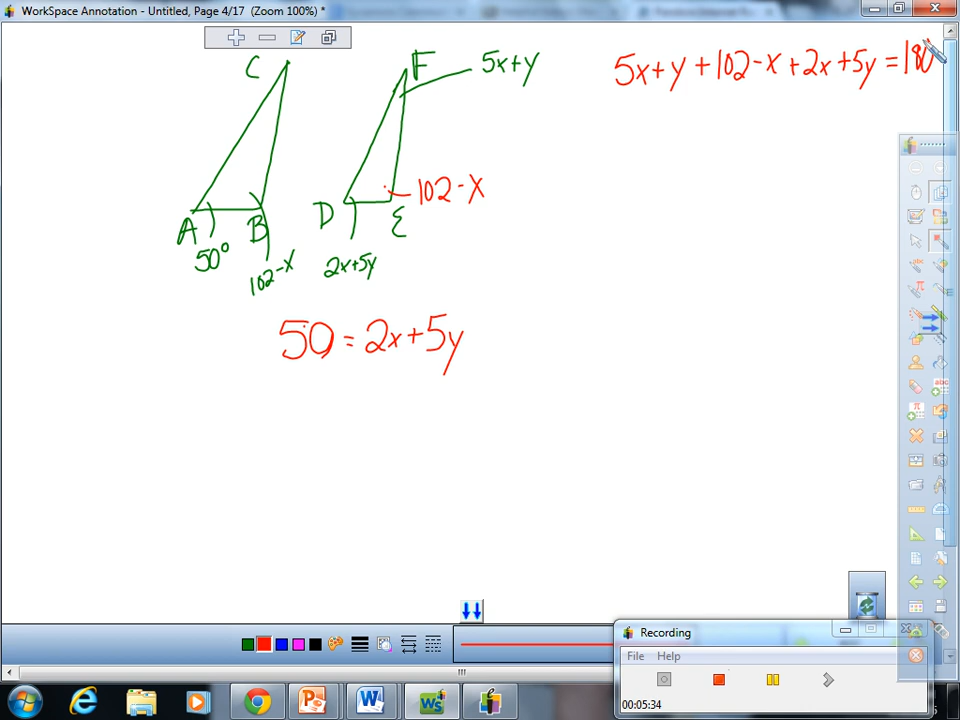 WorkSpace Annotation - Untitled, Page 4/17 (Zoom 100%) *
C
F
5x+y
5x+y+102-x+2x+5y=180
102-x
A
B
D
E
50°
102-x
2x+5y
50=2x+5y
Recording
File Help
00:05:34